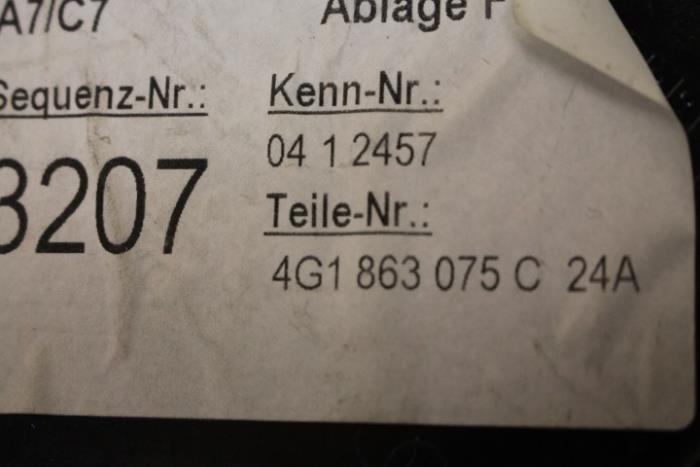 A7/C7 Ablage F
Sequenz-Nr.: Kenn-Nr.:
3207 04 1 2457
Teile-Nr.:
4G1 863 075 C 24A